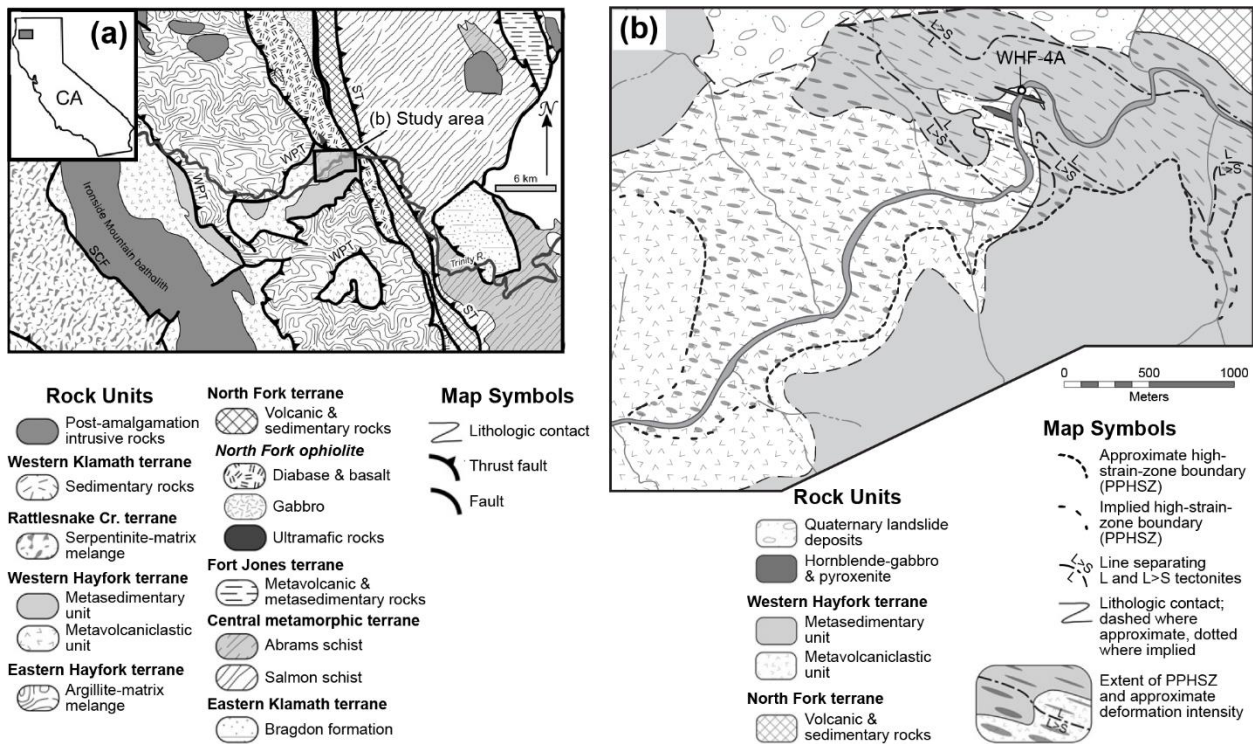 (a)
CA
WPT
ST
(b) Study area
N
6 km
WPT
Ironside Mountain batholith
SCF
WPT
Trinity R.
ST
Rock Units
Post-amalgamation
intrusive rocks
Western Klamath terrane
Sedimentary rocks
Rattlesnake Cr. terrane
Serpentinite-matrix
melange
Western Hayfork terrane
Metasedimentary
unit
Metavolcaniclastic
unit
Eastern Hayfork terrane
Argillite-matrix
melange
North Fork terrane
Volcanic &
sedimentary rocks
North Fork ophiolite
Diabase & basalt
Gabbro
Ultramafic rocks
Fort Jones terrane
Metavolcanic &
metasedimentary rocks
Central metamorphic terrane
Abrams schist
Salmon schist
Eastern Klamath terrane
Bragdon formation
Map Symbols
Lithologic contact
Thrust fault
Fault
(b)
L>S
L
WHF-4A
L
L>S
L
L>S
L
L>S
0 500 1000
Meters
Rock Units
Quaternary landslide
deposits
Hornblende-gabbro
& pyroxenite
Western Hayfork terrane
Metasedimentary
unit
Metavolcaniclastic
unit
North Fork terrane
Volcanic &
sedimentary rocks
Map Symbols
Approximate high-
strain-zone boundary
(PPHSZ)
Implied high-strain-
zone boundary
(PPHSZ)
L>S
L
Line separating
L and L>S tectonites
Lithologic contact;
dashed where
approximate, dotted
where implied
L
L>S
Extent of PPHSZ
and approximate
deformation intensity